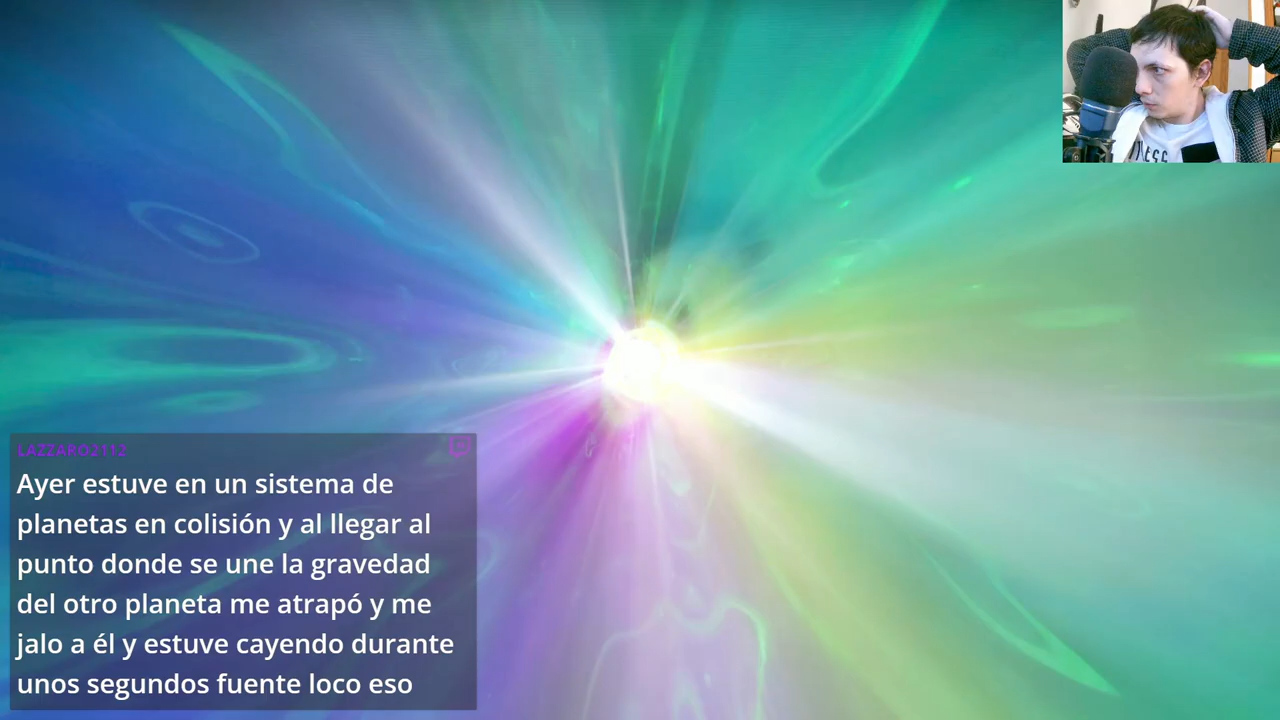 LAZZARO2112
Ayer estuve en un sistema de
planetas en colisión y al llegar al
punto donde se une la gravedad
del otro planeta me atrapó y me
jalo a él y estuve cayendo durante
unos segundos fuente loco eso